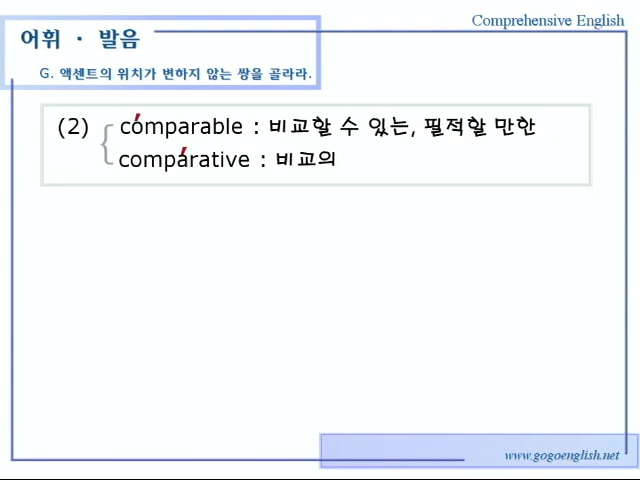 Comprehensive English
어휘 · 발음
G. 액센트의 위치가 변하지 않는 쌍을 골라라.
(2) { cómparable : 비교할 수 있는, 필적할 만한
compárative : 비교의
www.gogoenglish.net